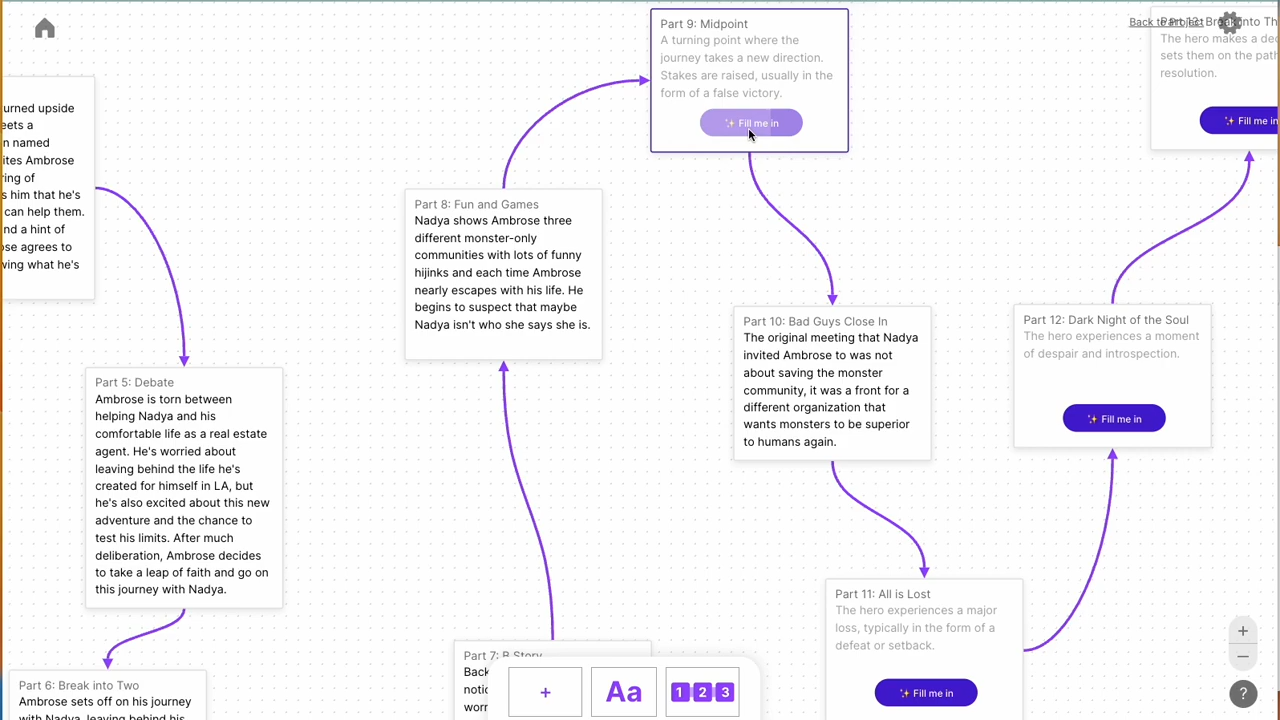 Back to Project
urned upside
eets a
n named
ites Ambrose
ring of
s him that he's
can help them.
nd a hint of
ose agrees to
wing what he's
Part 5: Debate
Ambrose is torn between
helping Nadya and his
comfortable life as a real estate
agent. He's worried about
leaving behind the life he's
created for himself in LA, but
he's also excited about this new
adventure and the chance to
test his limits. After much
deliberation, Ambrose decides
to take a leap of faith and go on
this journey with Nadya.
Part 6: Break into Two
Ambrose sets off on his journey
with Nadya, leaving behind his
Part 7: B Story
Back
notic
worr
Part 8: Fun and Games
Nadya shows Ambrose three
different monster-only
communities with lots of funny
hijinks and each time Ambrose
nearly escapes with his life. He
begins to suspect that maybe
Nadya isn't who she says she is.
Part 9: Midpoint
A turning point where the
journey takes a new direction.
Stakes are raised, usually in the
form of a false victory.
Fill me in
Part 10: Bad Guys Close In
The original meeting that Nadya
invited Ambrose to was not
about saving the monster
community, it was a front for a
different organization that
wants monsters to be superior
to humans again.
Part 11: All is Lost
The hero experiences a major
loss, typically in the form of a
defeat or setback.
Fill me in
Part 12: Dark Night of the Soul
The hero experiences a moment
of despair and introspection.
Fill me in
Part 13: Break into Th
The hero makes a dec
sets them on the path
resolution.
Fill me in
+
Aa
1 2 3
+
−
?